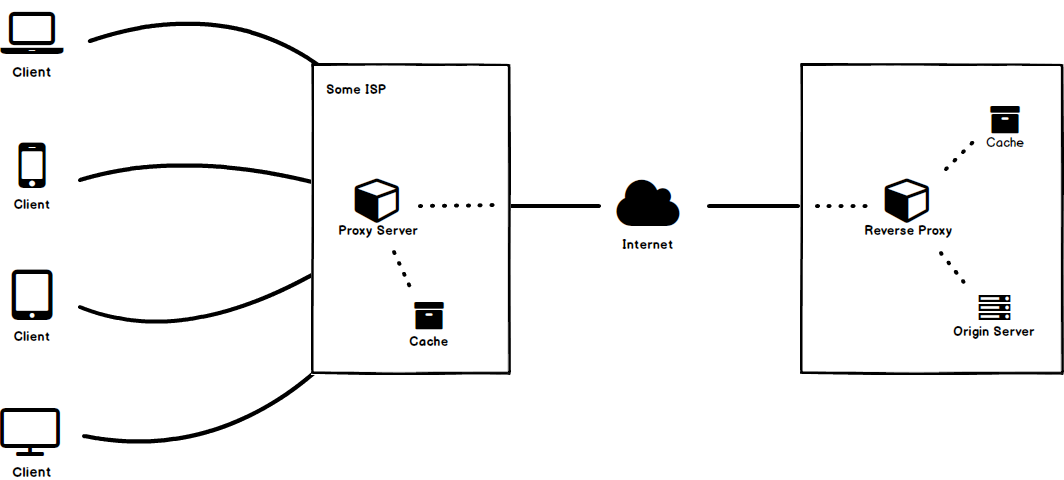 Client
Client
Client
Client
Some ISP
Proxy Server
Cache
Internet
Cache
Reverse Proxy
Origin Server